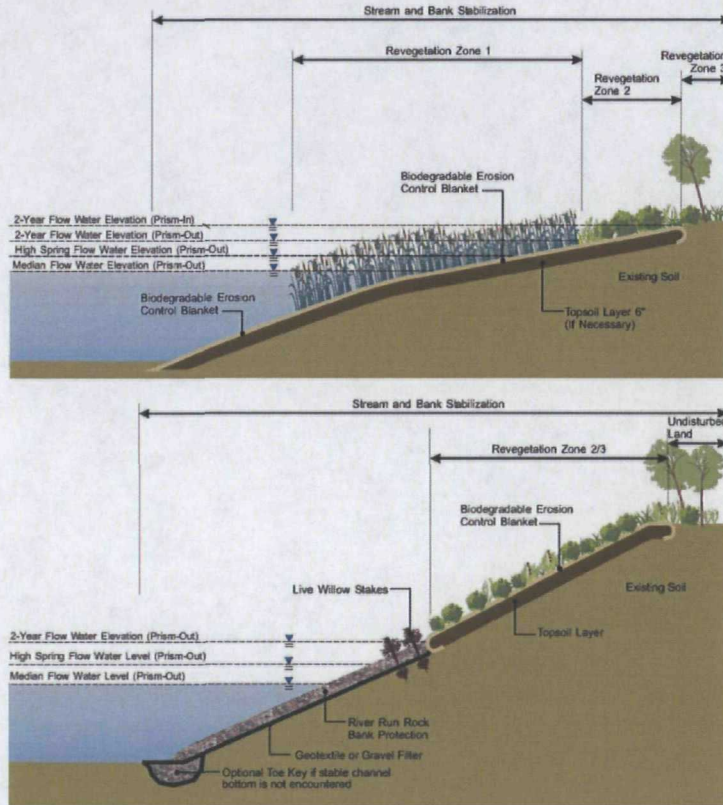 Stream and Bank Stabilization
Revegetation Zone 1
Revegetation
Zone 3
Revegetation
Zone 2
Biodegradable Erosion
Control Blanket
2-Year Flow Water Elevation (Prism-In)
2-Year Flow Water Elevation (Prism-Out)
High Spring Flow Water Elevation (Prism-Out)
Median Flow Water Elevation (Prism-Out)
Existing Soil
Biodegradable Erosion
Control Blanket
Topsoil Layer 6"
(If Necessary)
Stream and Bank Stabilization
Undisturbed
Land
Revegetation Zone 2/3
Biodegradable Erosion
Control Blanket
Live Willow Stakes
Existing Soil
2-Year Flow Water Elevation (Prism-Out)
Topsoil Layer
High Spring Flow Water Level (Prism-Out)
Median Flow Water Level (Prism-Out)
River Run Rock
Bank Protection
Geotextile or Gravel Filter
Optional Toe Key if stable channel
bottom is not encountered